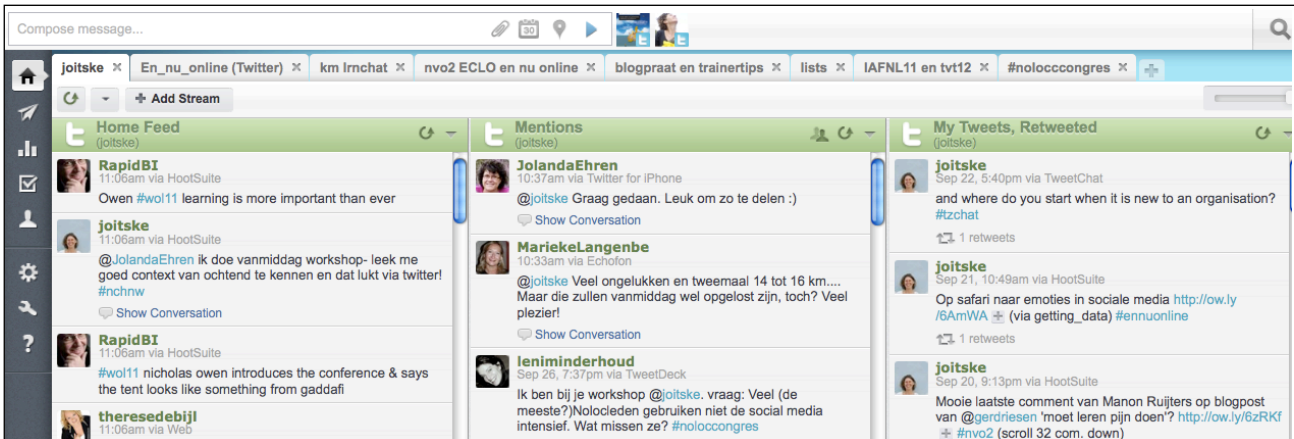 Compose message...
30
joitske ×
En_nu_online (Twitter) ×
km lrnchat ×
nvo2 ECLO en nu online ×
blogpraat en trainertips ×
lists ×
IAFNL11 en tvt12 ×
#nolocccongres ×
Add Stream
Home Feed
(joitske)
RapidBI
11:06am via HootSuite
Owen #wol11 learning is more important than ever
joitske
11:06am via HootSuite
@JolandaEhren ik doe vanmiddag workshop- leek me
goed context van ochtend te kennen en dat lukt via twitter!
#nchnw
Show Conversation
RapidBI
11:06am via HootSuite
#wol11 nicholas owen introduces the conference & says
the tent looks like something from gaddafi
theresedebijl
11:06am via Web
Mentions
(joitske)
JolandaEhren
10:37am via Twitter for iPhone
@joitske Graag gedaan. Leuk om zo te delen :)
Show Conversation
MariekeLangenbe
10:33am via Echofon
@joitske Veel ongelukken en tweemaal 14 tot 16 km....
Maar die zullen vanmiddag wel opgelost zijn, toch? Veel
plezier!
Show Conversation
leniminderhoud
Sep 26, 7:37pm via TweetDeck
Ik ben bij je workshop @joitske. vraag: Veel (de
meeste?)Nolocleden gebruiken niet de social media
intensief. Wat missen ze? #noloccongres
My Tweets, Retweeted
(joitske)
joitske
Sep 22, 5:40pm via TweetChat
and where do you start when it is new to an organisation?
#tzchat
1 retweets
joitske
Sep 21, 10:49am via HootSuite
Op safari naar emoties in sociale media http://ow.ly
/6AmWA (via getting_data) #ennuonline
1 retweets
joitske
Sep 20, 9:13pm via HootSuite
Mooie laatste comment van Manon Ruijters op blogpost
van @gerdriesen 'moet leren pijn doen'? http://ow.ly/6zRKf
#nvo2 (scroll 32 com. down)